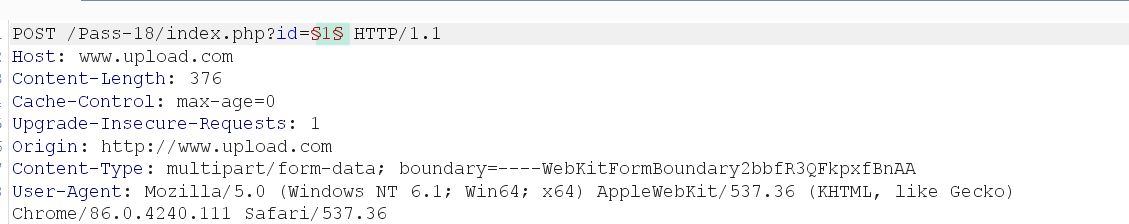 POST /Pass-18/index.php?id=§1§ HTTP/1.1
Host: www.upload.com
Content-Length: 376
Cache-Control: max-age=0
Upgrade-Insecure-Requests: 1
Origin: http://www.upload.com
Content-Type: multipart/form-data; boundary=----WebKitFormBoundary2bbfR3QFkpxfBnAA
User-Agent: Mozilla/5.0 (Windows NT 6.1; Win64; x64) AppleWebKit/537.36 (KHTML, like Gecko)
Chrome/86.0.4240.111 Safari/537.36